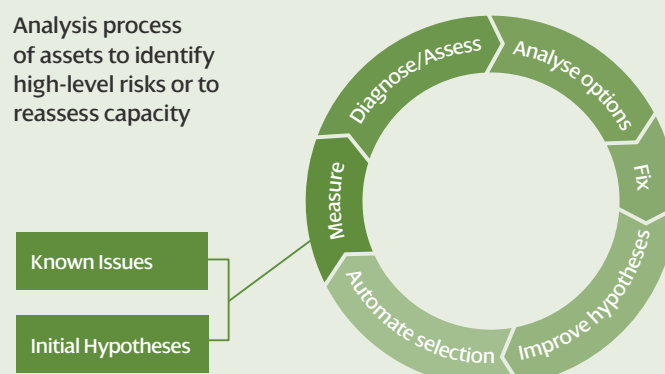 Analysis process
of assets to identify
high-level risks or to
reassess capacity
Diagnose/Assess
Analyse options
Fix
Improve hypotheses
Automate selection
Measure
Known Issues
Initial Hypotheses